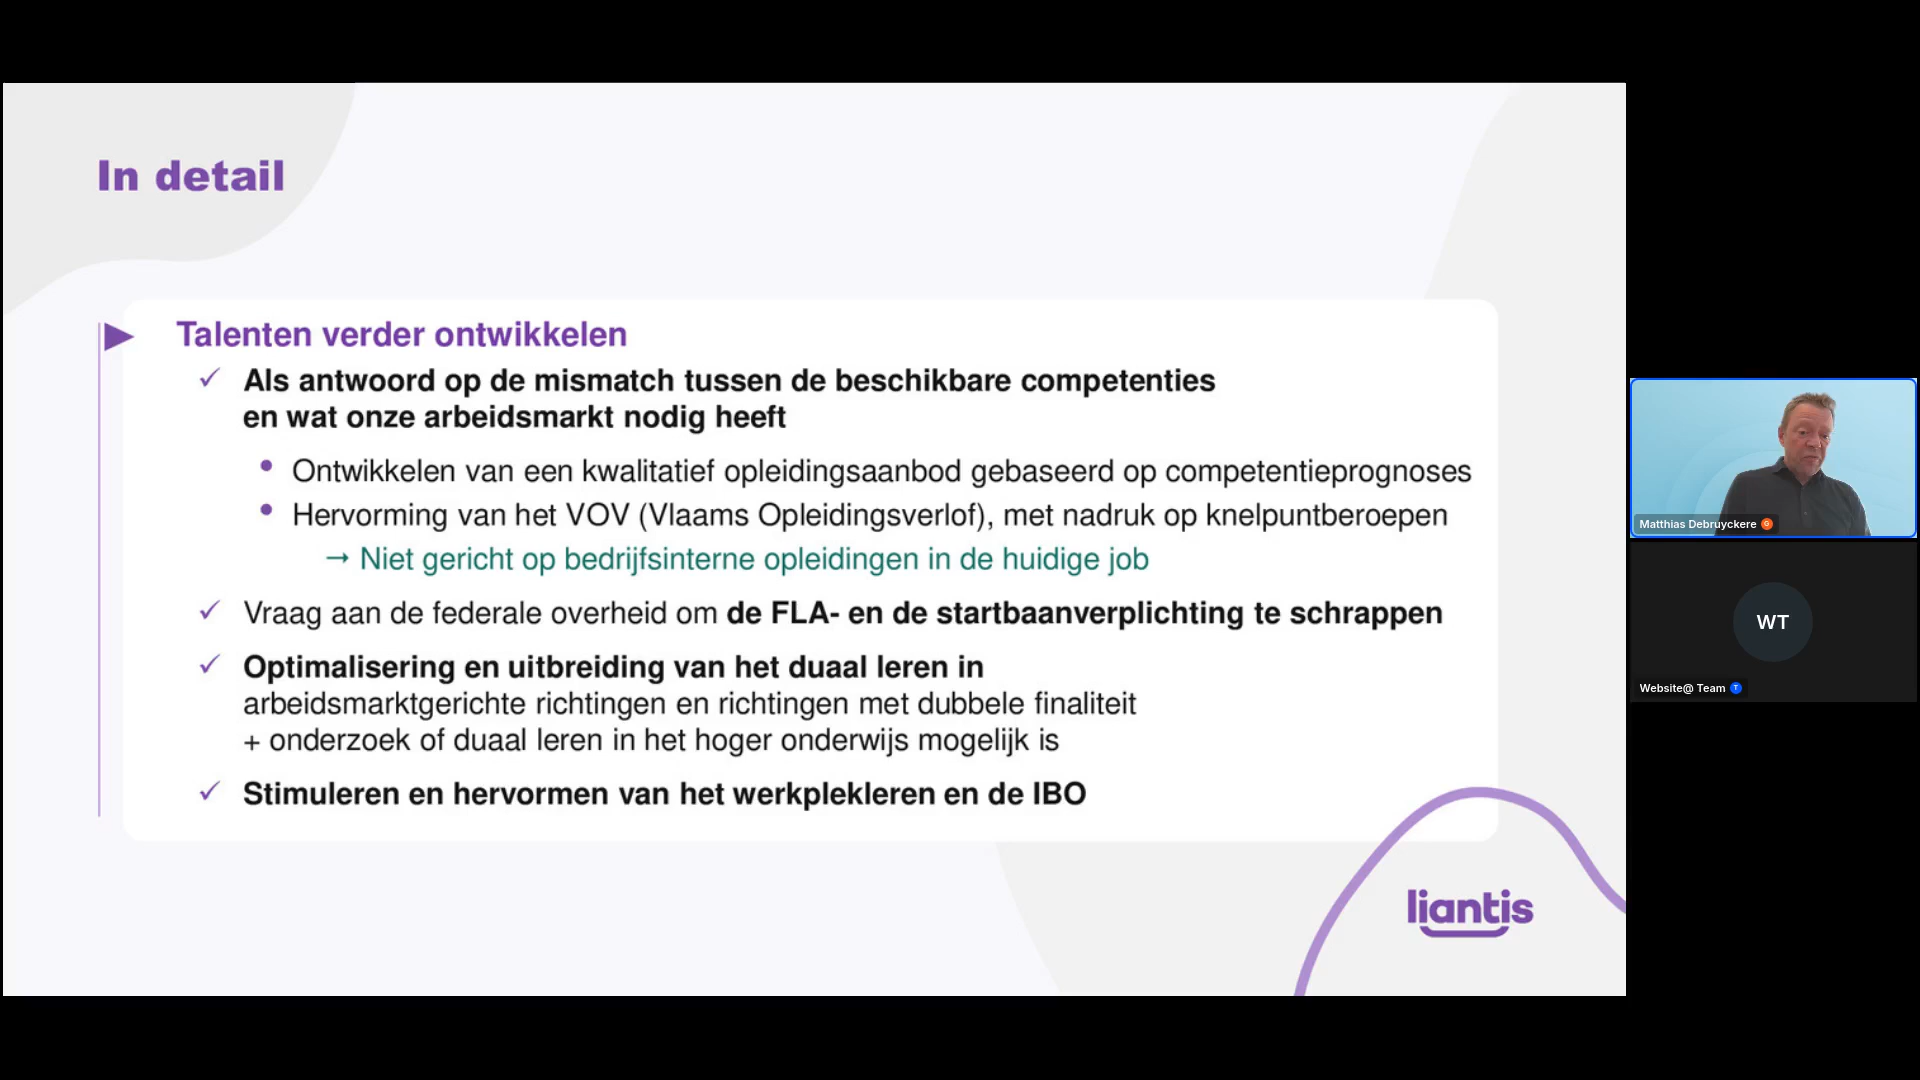 In detail
Talenten verder ontwikkelen
✓ Als antwoord op de mismatch tussen de beschikbare competenties
en wat onze arbeidsmarkt nodig heeft
• Ontwikkelen van een kwalitatief opleidingsaanbod gebaseerd op competentieprognoses
• Hervorming van het VOV (Vlaams Opleidingsverlof), met nadruk op knelpuntberoepen
→ Niet gericht op bedrijfsinterne opleidingen in de huidige job
✓ Vraag aan de federale overheid om de FLA- en de startbaanverplichting te schrappen
✓ Optimalisering en uitbreiding van het duaal leren in
arbeidsmarktgerichte richtingen en richtingen met dubbele finaliteit
+ onderzoek of duaal leren in het hoger onderwijs mogelijk is
✓ Stimuleren en hervormen van het werkplekleren en de IBO
liantis
Matthias Debruyckere G
WT
Website@ Team T